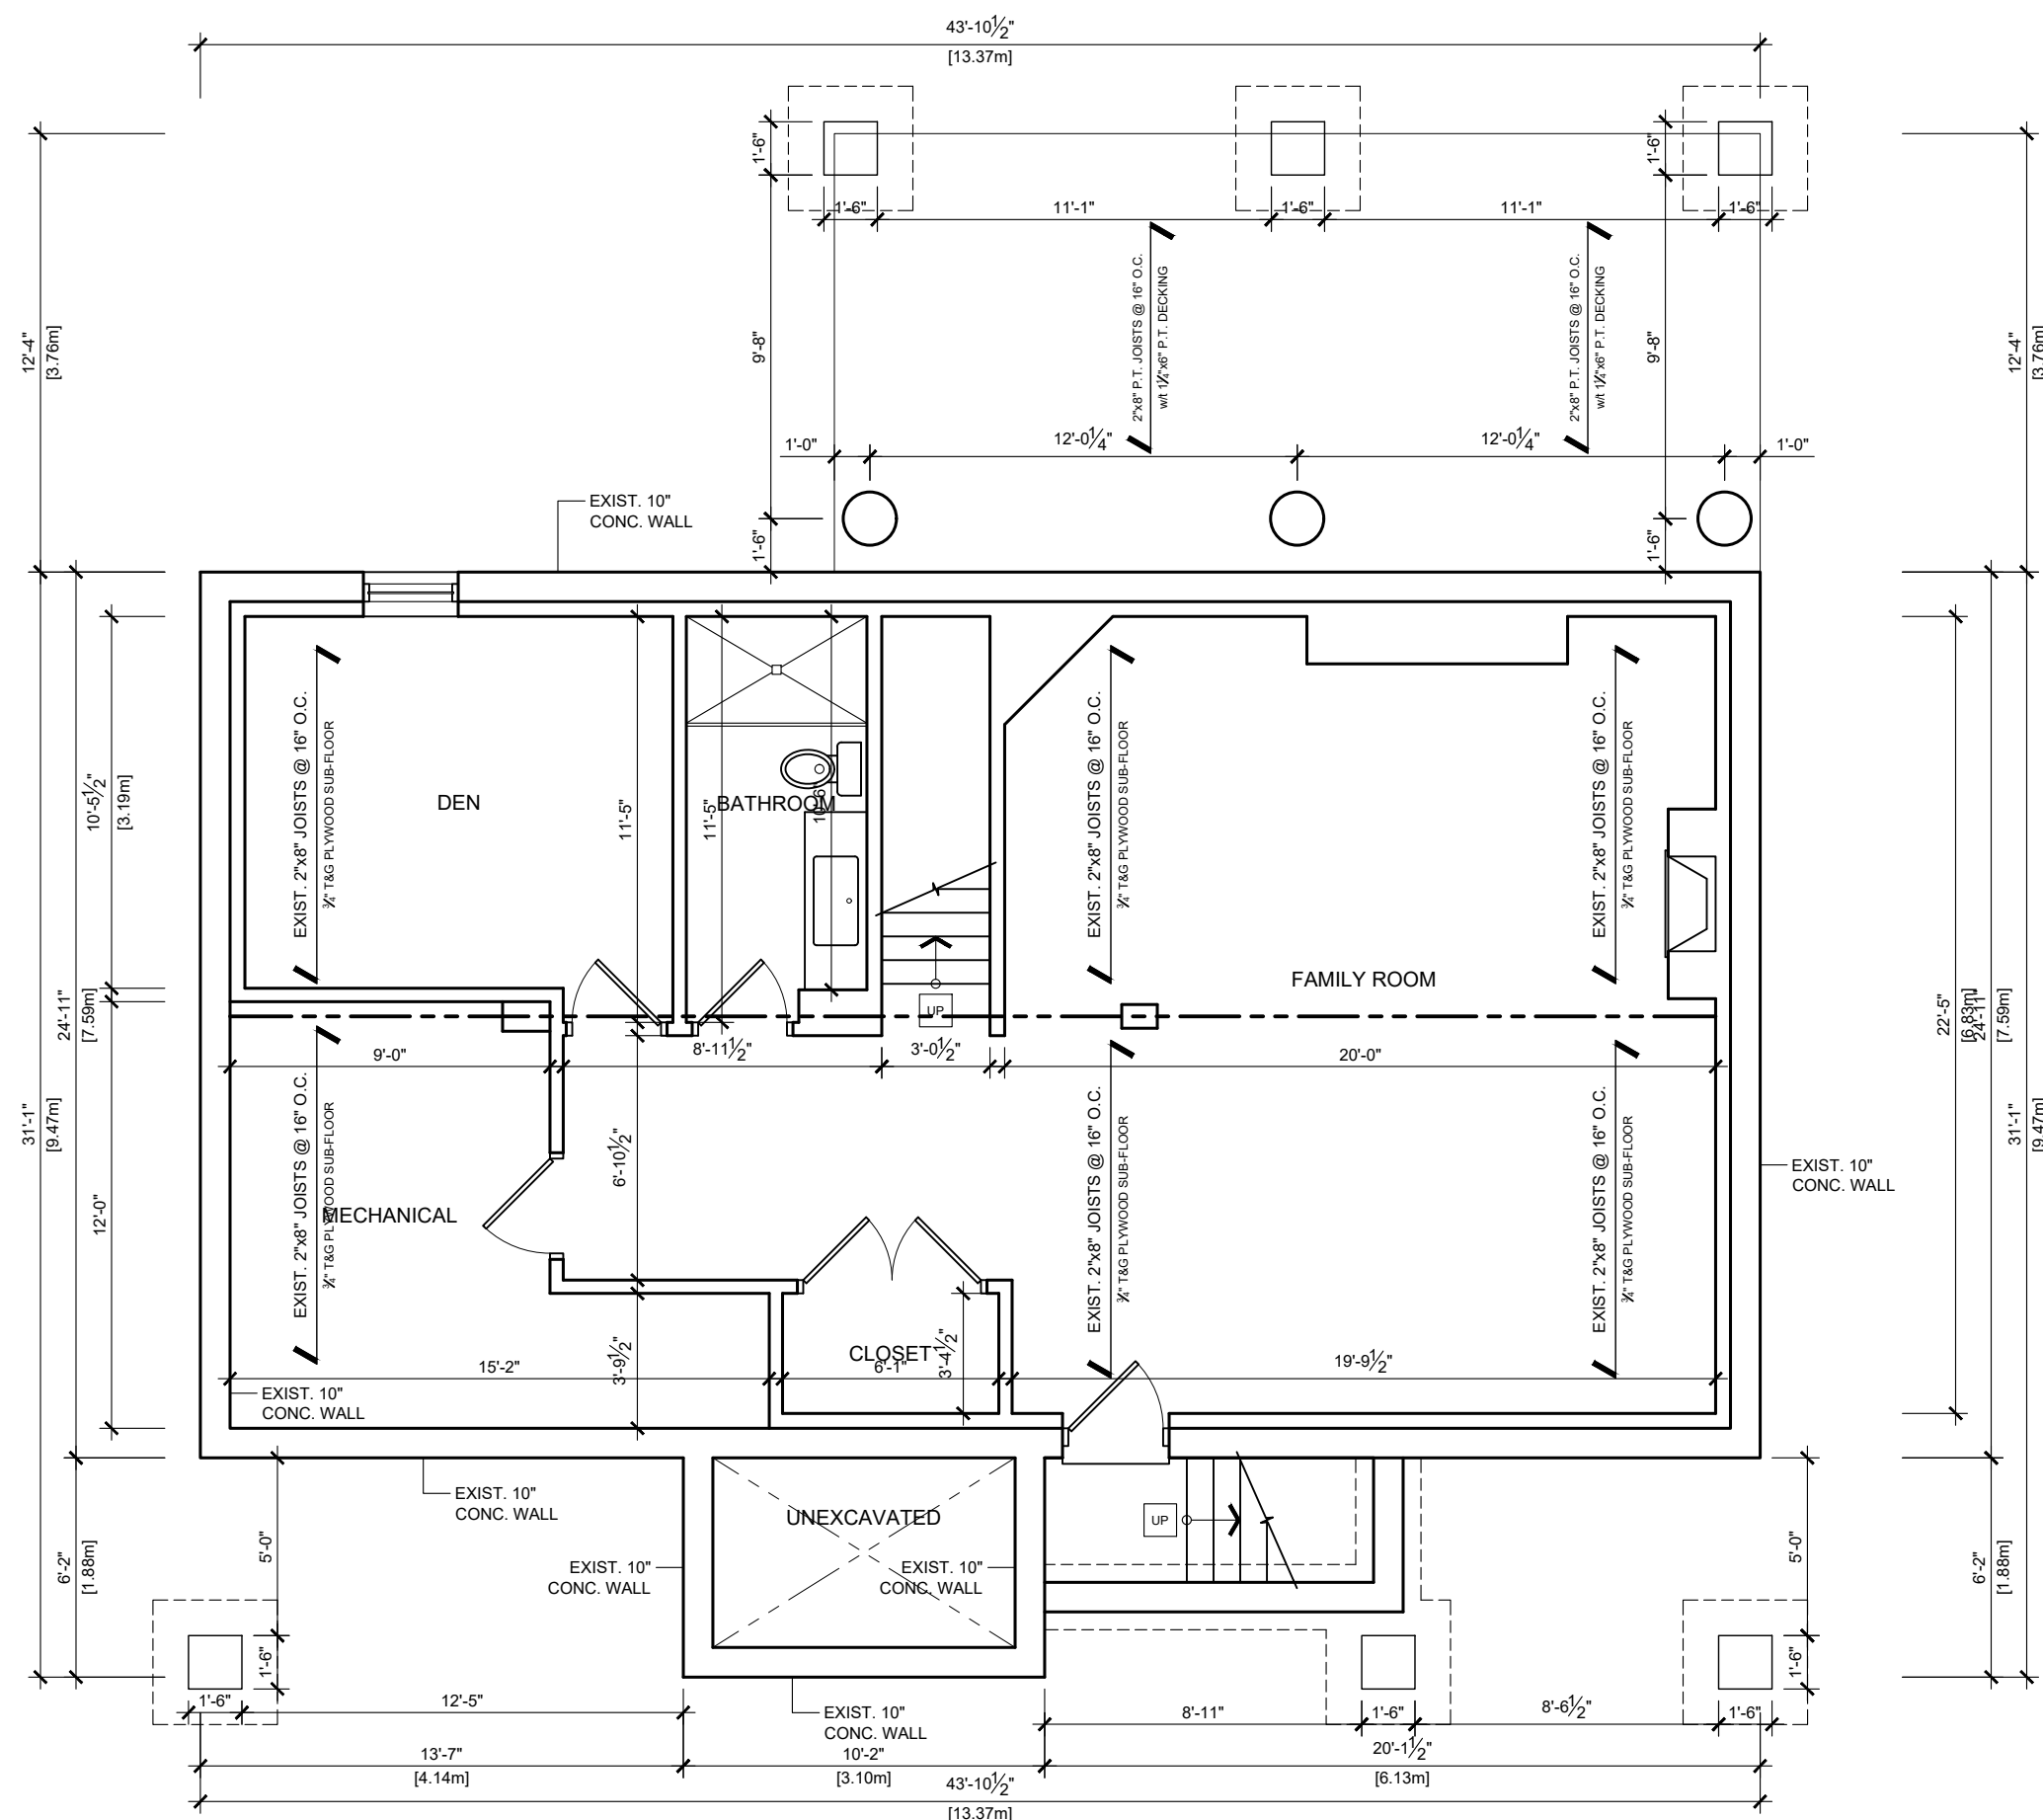 43'-10½"
[13.37m]
1'-6"
1'-6"
1'-6"
11'-1"
1'-6"
11'-1"
1'-6"
12'-4"
[3.76m]
9'-8"
2"x8" P.T. JOISTS @ 16" O.C.
w/t 1¼"x6" P.T. DECKING
2"x8" P.T. JOISTS @ 16" O.C.
w/t 1¼"x6" P.T. DECKING
9'-8"
12'-4"
[3.76m]
1'-0"
12'-0¼"
12'-0¼"
1'-0"
EXIST. 10"
CONC. WALL
1'-6"
1'-6"
EXIST. 2"x8" JOISTS @ 16" O.C.
¾" T&G PLYWOOD SUB-FLOOR
EXIST. 2"x8" JOISTS @ 16" O.C.
¾" T&G PLYWOOD SUB-FLOOR
EXIST. 2"x8" JOISTS @ 16" O.C.
¾" T&G PLYWOOD SUB-FLOOR
10'-5½"
[3.19m]
DEN
11'-5"
11'-5"
BATHROOM
FAMILY ROOM
24'-11"
[7.59m]
UP
22'-5"
[6.83m]
24'-11"
[7.59m]
9'-0"
8'-11½"
3'-0½"
20'-0"
31'-1"
[9.47m]
12'-0"
EXIST. 2"x8" JOISTS @ 16" O.C.
¾" T&G PLYWOOD SUB-FLOOR
MECHANICAL
6'-10½"
EXIST. 2"x8" JOISTS @ 16" O.C.
¾" T&G PLYWOOD SUB-FLOOR
EXIST. 2"x8" JOISTS @ 16" O.C.
¾" T&G PLYWOOD SUB-FLOOR
31'-1"
[9.47m]
EXIST. 10"
CONC. WALL
CLOSET
15'-2"
3'-9½"
6'-1"
3'-4½"
19'-9½"
EXIST. 10"
CONC. WALL
EXIST. 10"
CONC. WALL
UNEXCAVATED
UP
5'-0"
5'-0"
6'-2"
[1.88m]
EXIST. 10"
CONC. WALL
EXIST. 10"
CONC. WALL
6'-2"
[1.88m]
1'-6"
1'-6"
1'-6"
12'-5"
EXIST. 10"
CONC. WALL
8'-11"
1'-6"
8'-6½"
1'-6"
13'-7"
[4.14m]
10'-2"
[3.10m]
20'-1½"
[6.13m]
43'-10½"
[13.37m]